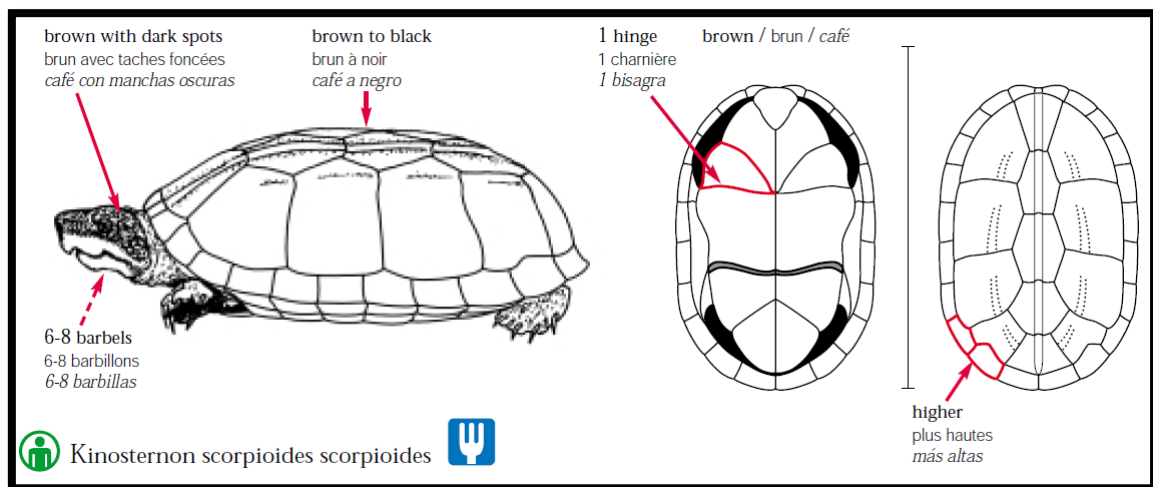 brown with dark spots
brun avec taches foncées
café con manchas oscuras
brown to black
brun à noir
café a negro
1 hinge
1 charnière
1 bisagra
brown / brun / café
6-8 barbels
6-8 barbillons
6-8 barbillas
higher
plus hautes
más altas
Kinosternon scorpioides scorpioides